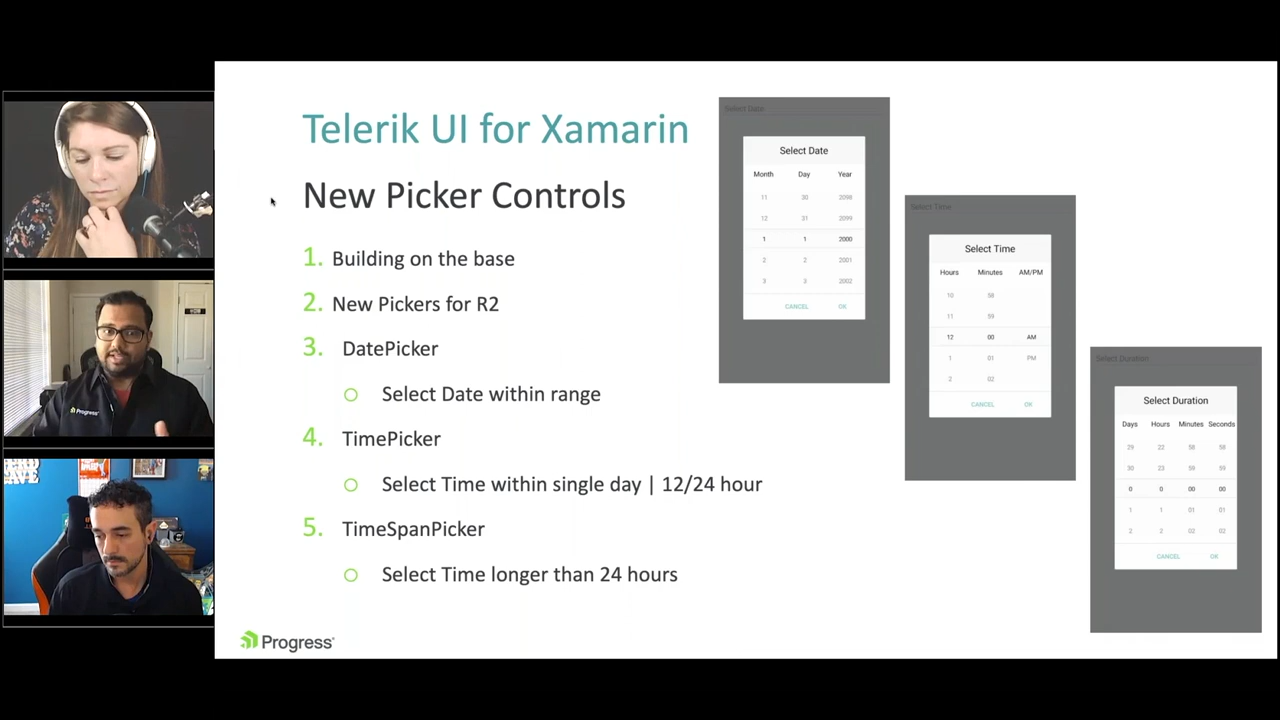 Telerik UI for Xamarin
New Picker Controls
1. Building on the base
2. New Pickers for R2
3. DatePicker
○ Select Date within range
4. TimePicker
○ Select Time within single day | 12/24 hour
5. TimeSpanPicker
○ Select Time longer than 24 hours
Progress
Select Date
Select Date
Month Day Year
11 30 2098
12 31 2099
1 1 2000
2 2 2001
3 3 2002
CANCEL OK
Select Time
Select Time
Hours Minutes AM/PM
10 58
11 59
12 00 AM
1 01 PM
2 02
CANCEL OK
Select Duration
Select Duration
Days Hours Minutes Seconds
29 22 58 58
30 23 59 59
0 0 00 00
1 1 01 01
2 2 02 02
CANCEL OK
Progray